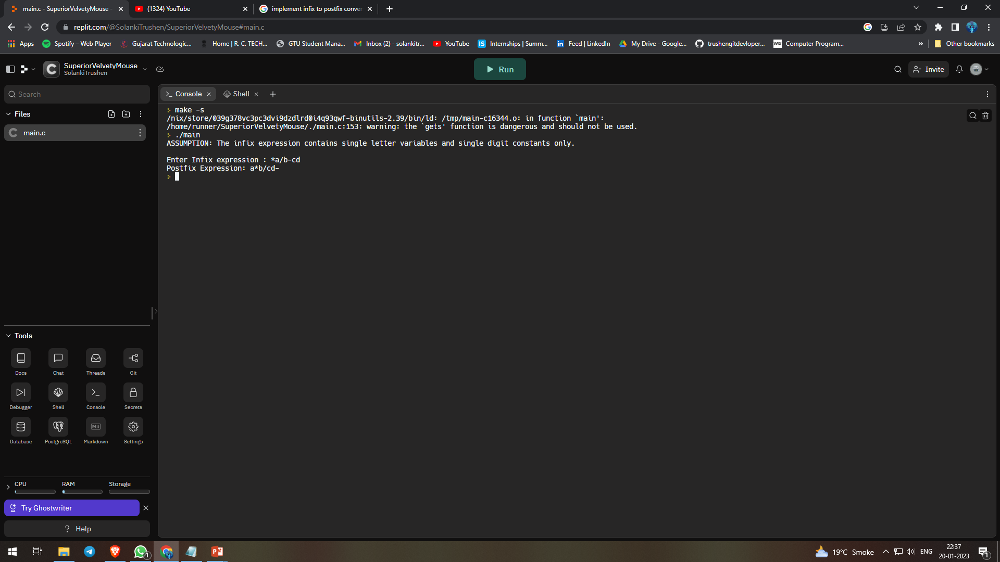 main.c - SuperiorVelvetyMouse -
(1324) YouTube
implement infix to postfix conver
replit.com/@SolankiTrushen/SuperiorVelvetyMouse#main.c
Apps
Spotify – Web Player
Gujarat Technologic...
Home | R. C. TECH...
GTU Student Mana...
Inbox (2) - solankitr...
YouTube
IS
Internships | Summ...
Feed | LinkedIn
My Drive - Google...
trushengitdevloper...
WIX
Computer Program...
»
Other bookmarks
SuperiorVelvetyMouse
SolankiTrushen
Run
Invite
Search
Console
Shell
Files
main.c
make -s
/nix/store/039g378vc3pc3dvi9dzdlrd0i4q93qwf-binutils-2.39/bin/ld: /tmp/main-c16344.o: in function `main':
/home/runner/SuperiorVelvetyMouse/./main.c:153: warning: the `gets' function is dangerous and should not be used.
./main
ASSUMPTION: The infix expression contains single letter variables and single digit constants only.
Enter Infix expression : *a/b-cd
Postfix Expression: a*b/cd-
Tools
Docs
Chat
Threads
Git
Debugger
Shell
Console
Secrets
Database
PostgreSQL
Markdown
Settings
CPU
RAM
Storage
Try Ghostwriter
? Help
19°C Smoke
ENG
22:37
20-01-2023